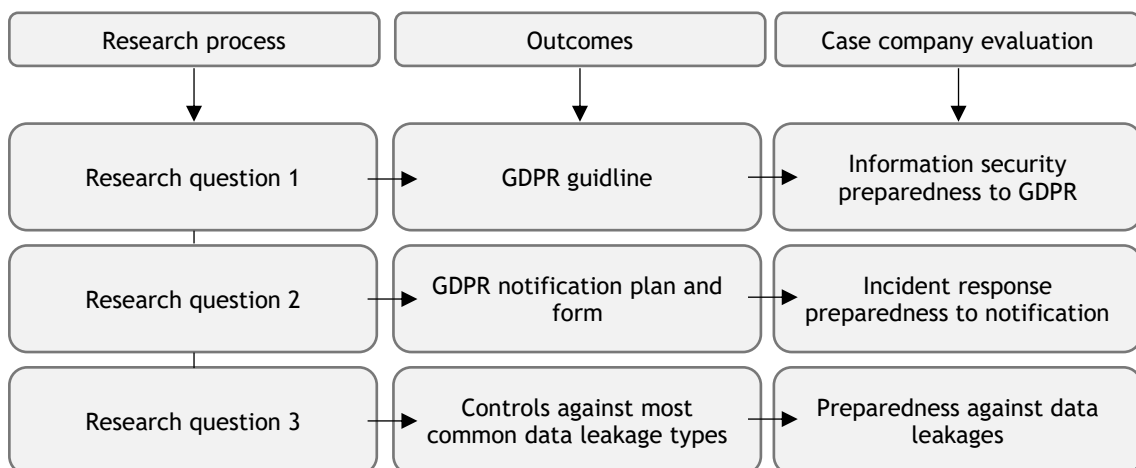 Research process
Outcomes
Case company evaluation
Research question 1
GDPR guidline
Information security
preparedness to GDPR
Research question 2
GDPR notification plan and
form
Incident response
preparedness to notification
Research question 3
Controls against most
common data leakage types
Preparedness against data
leakages